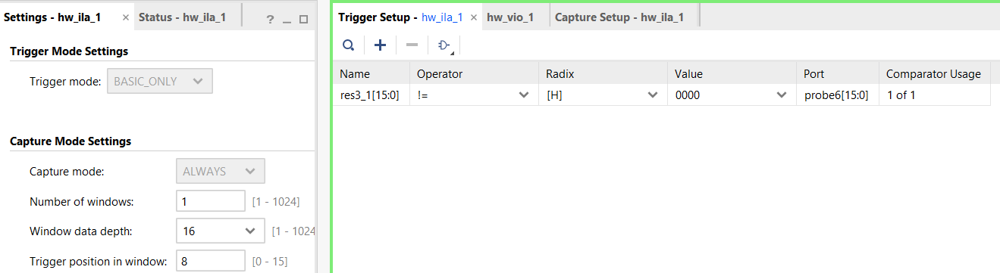 Settings - hw_ila_1 × Status - hw_ila_1 ? _
Trigger Mode Settings
Trigger mode: BASIC_ONLY
Capture Mode Settings
Capture mode: ALWAYS
Number of windows: 1 [1 - 1024]
Window data depth: 16 [1 - 1024
Trigger position in window: 8 [0 - 15]
Trigger Setup - hw_ila_1 × hw_vio_1 Capture Setup - hw_ila_1
Name Operator Radix Value Port Comparator Usage
res3_1[15:0] != [H] 0000 probe6[15:0] 1 of 1